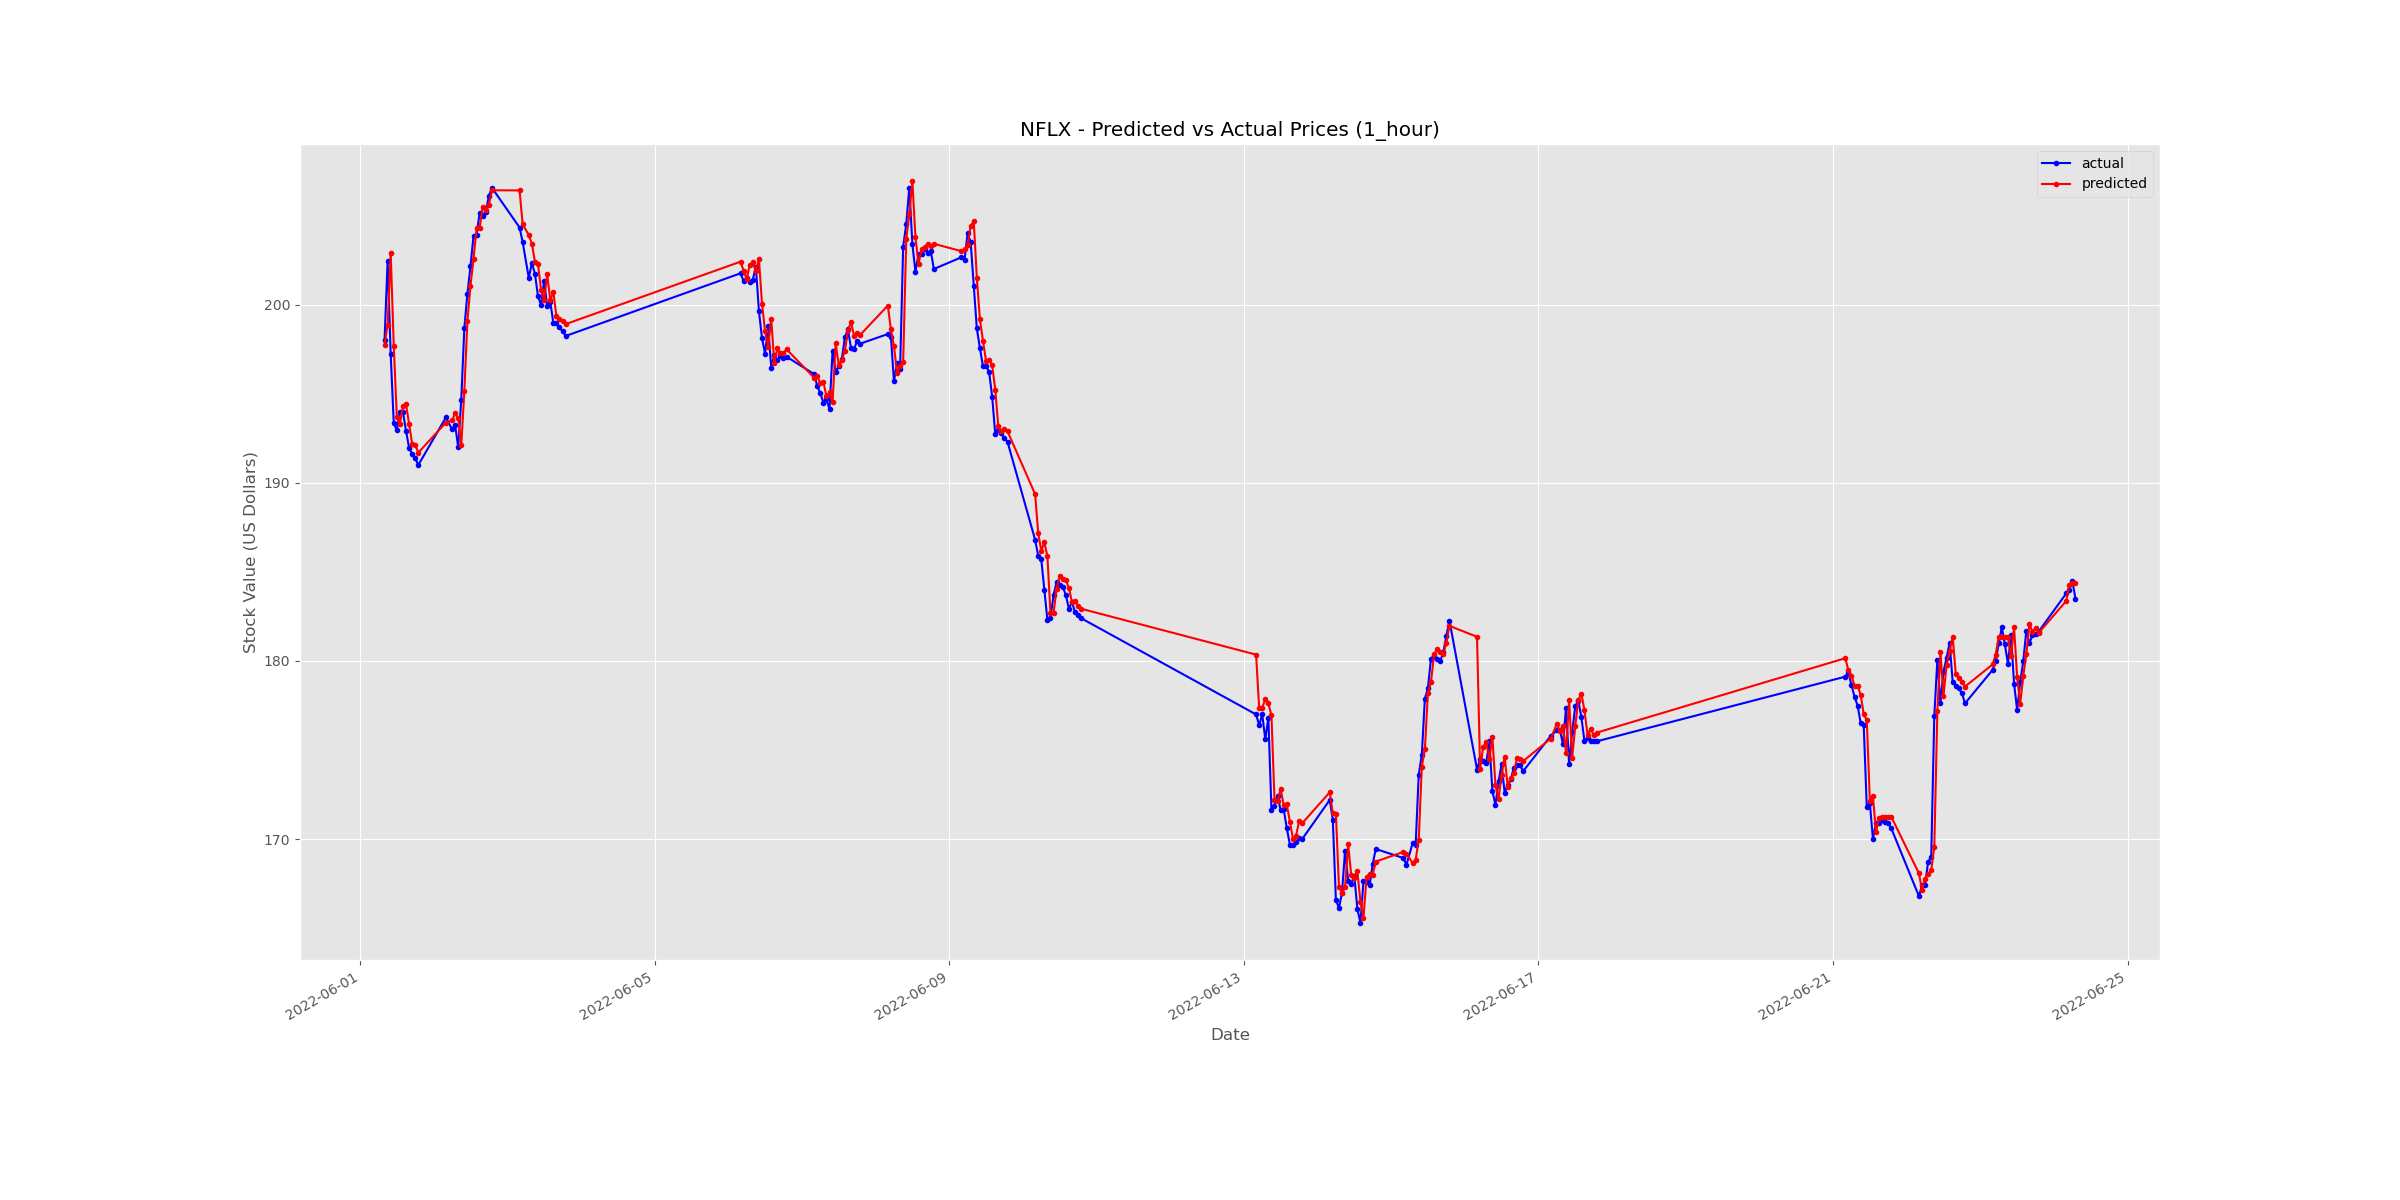 NFLX - Predicted vs Actual Prices (1_hour)
actual
predicted
Stock Value (US Dollars)
200
190
180
170
2022-06-01
2022-06-05
2022-06-09
2022-06-13
2022-06-17
2022-06-21
2022-06-25
Date